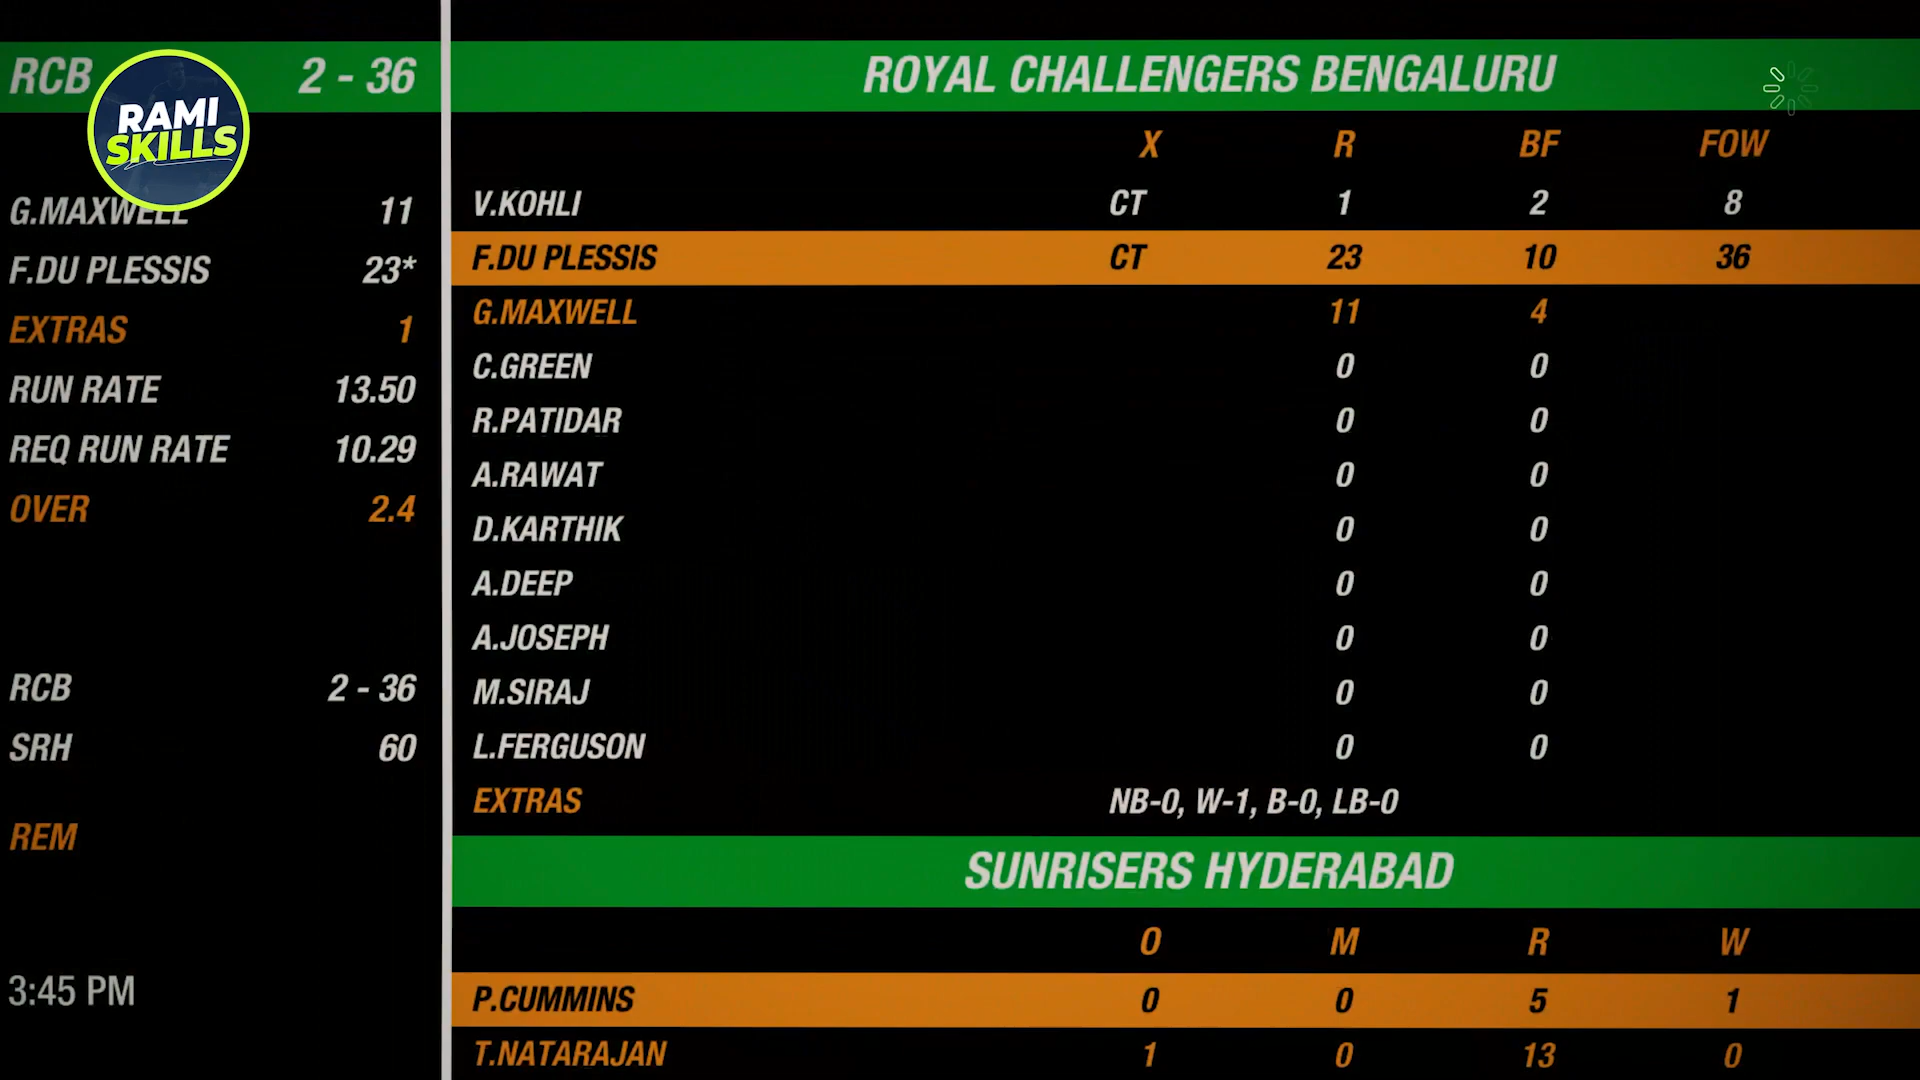 RCB 2 - 36
RAMI
SKILLS
G.MAXWELL 11
F.DU PLESSIS 23*
EXTRAS 1
RUN RATE 13.50
REQ RUN RATE 10.29
OVER 2.4
RCB 2 - 36
SRH 60
REM
3:45 PM
ROYAL CHALLENGERS BENGALURU
X R BF FOW
V.KOHLI CT 1 2 8
F.DU PLESSIS CT 23 10 36
G.MAXWELL 11 4
C.GREEN 0 0
R.PATIDAR 0 0
A.RAWAT 0 0
D.KARTHIK 0 0
A.DEEP 0 0
A.JOSEPH 0 0
M.SIRAJ 0 0
L.FERGUSON 0 0
EXTRAS NB-0, W-1, B-0, LB-0
SUNRISERS HYDERABAD
O M R W
P.CUMMINS 0 0 5 1
T.NATARAJAN 1 0 13 0